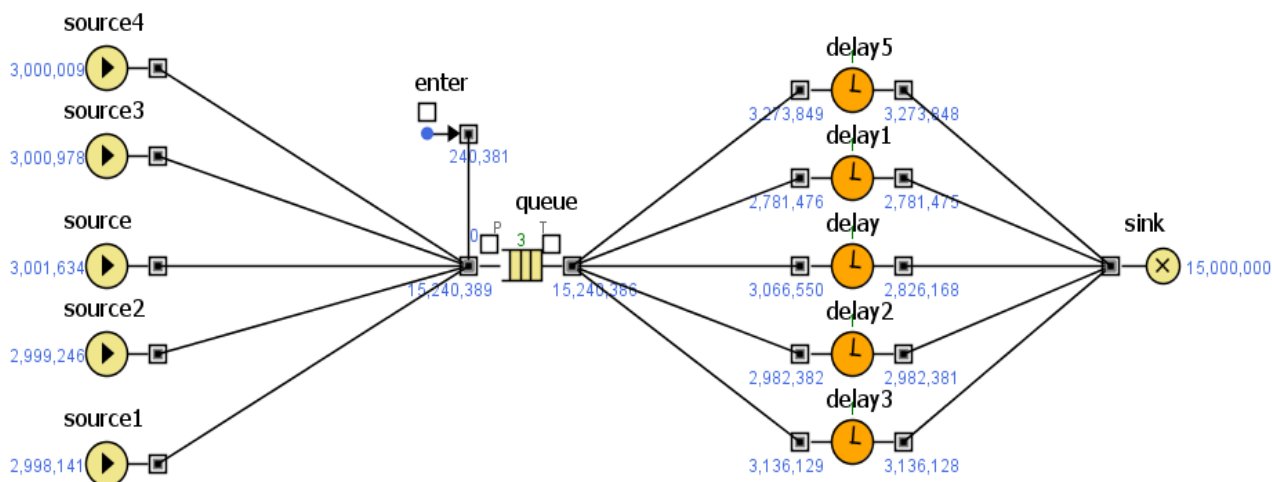 source4
3,000,009
source3
3,000,978
source
3,001,634
source2
2,999,246
source1
2,998,141
enter
240,381
queue
0
P
3
T
15,240,389
15,240,386
delay5
3,273,849
3,273,848
delay1
2,781,476
2,781,475
delay
3,066,550
2,826,168
delay2
2,982,382
2,982,381
delay3
3,136,129
3,136,128
sink
15,000,000